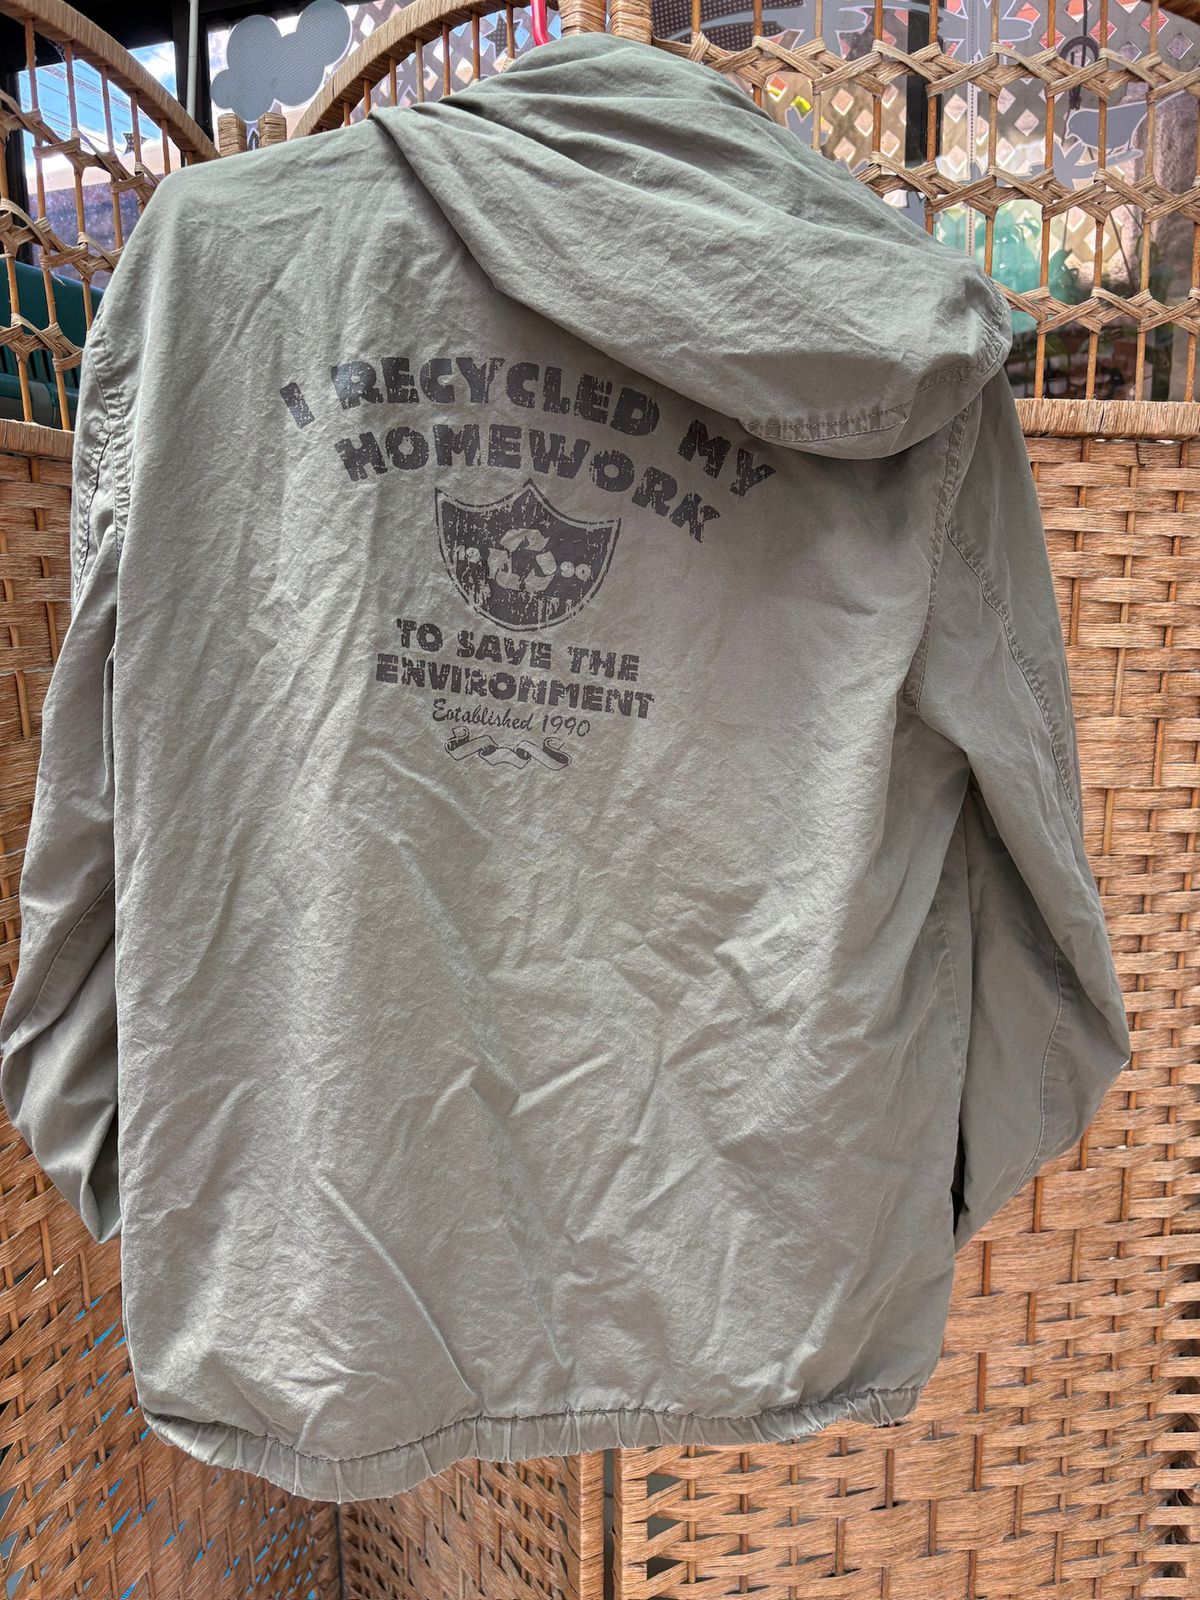 I RECYCLED MY
HOMEWORK
19 90
TO SAVE THE
ENVIRONMENT
Established 1990